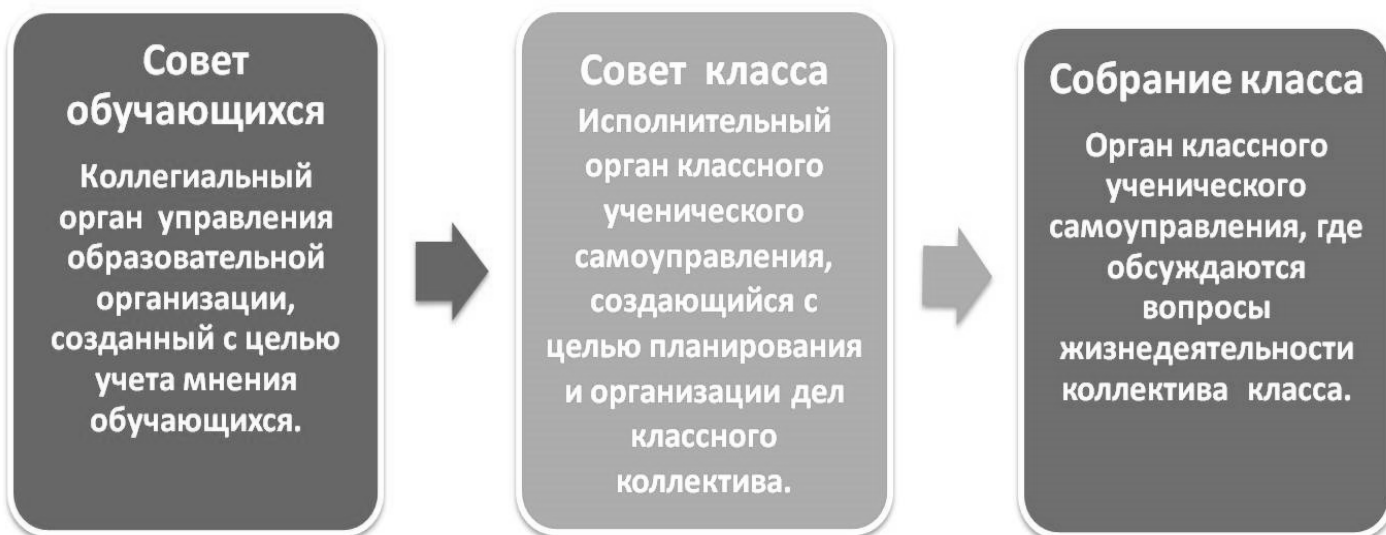 Совет
обучающихся
Коллегиальный
орган управления
образовательной
организации,
созданный с целью
учета мнения
обучающихся.
Совет класса
Исполнительный
орган классного
ученического
самоуправления,
создающийся с
целью планирования
и организации дел
классного
коллектива.
Собрание класса
Орган классного
ученического
самоуправления, где
обсуждаются
вопросы
жизнедеятельности
коллектива класса.